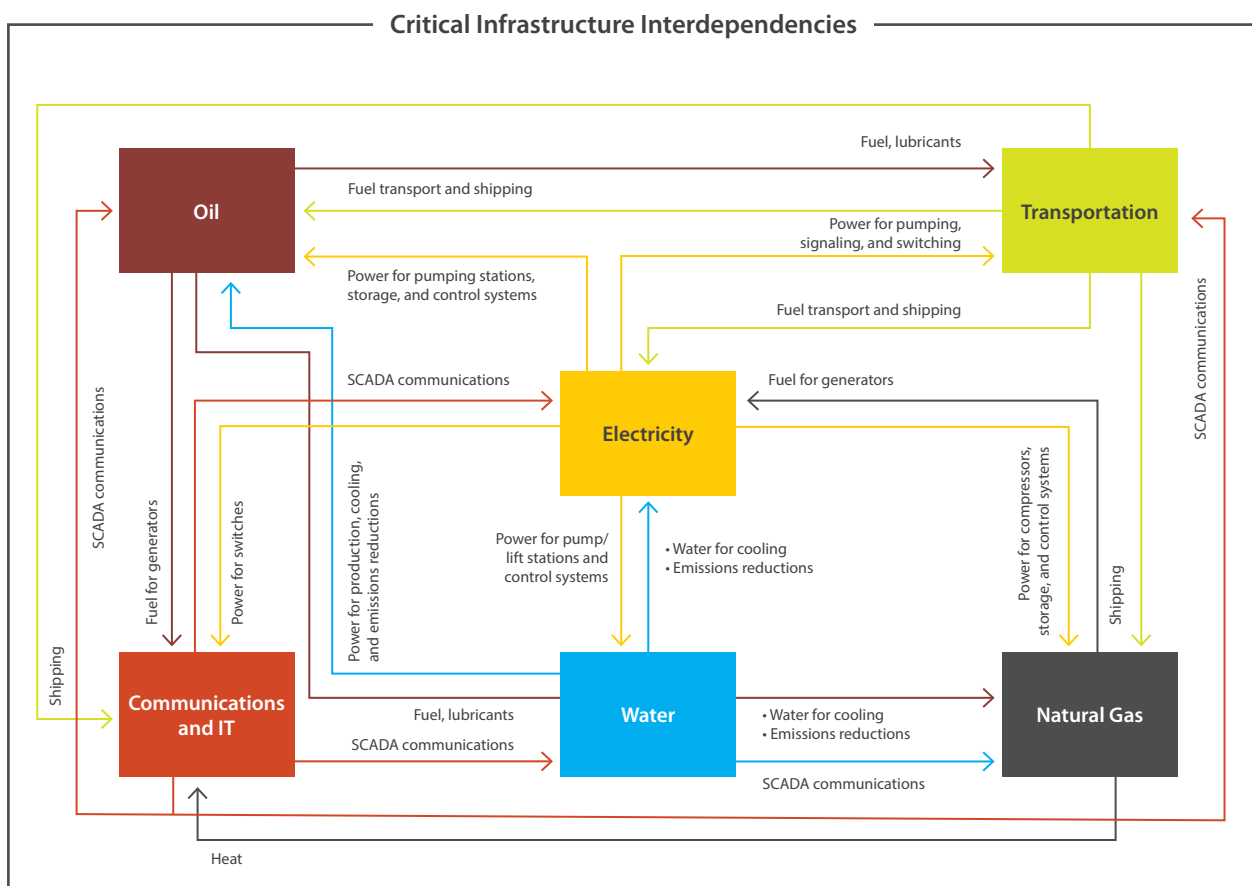 Critical Infrastructure Interdependencies
Fuel, lubricants
Oil
Fuel transport and shipping
Transportation
Power for pumping,
signaling, and switching
Power for pumping stations,
storage, and control systems
Fuel transport and shipping
SCADA communications
SCADA communications
SCADA communications
Fuel for generators
Electricity
Fuel for generators
Power for switches
Power for production, cooling,
and emissions reductions
Power for pump/
lift stations and
control systems
• Water for cooling
• Emissions reductions
Power for compressors,
storage, and control systems
Shipping
Shipping
Communications
and IT
Fuel, lubricants
SCADA communications
Water
• Water for cooling
• Emissions reductions
SCADA communications
Natural Gas
Heat